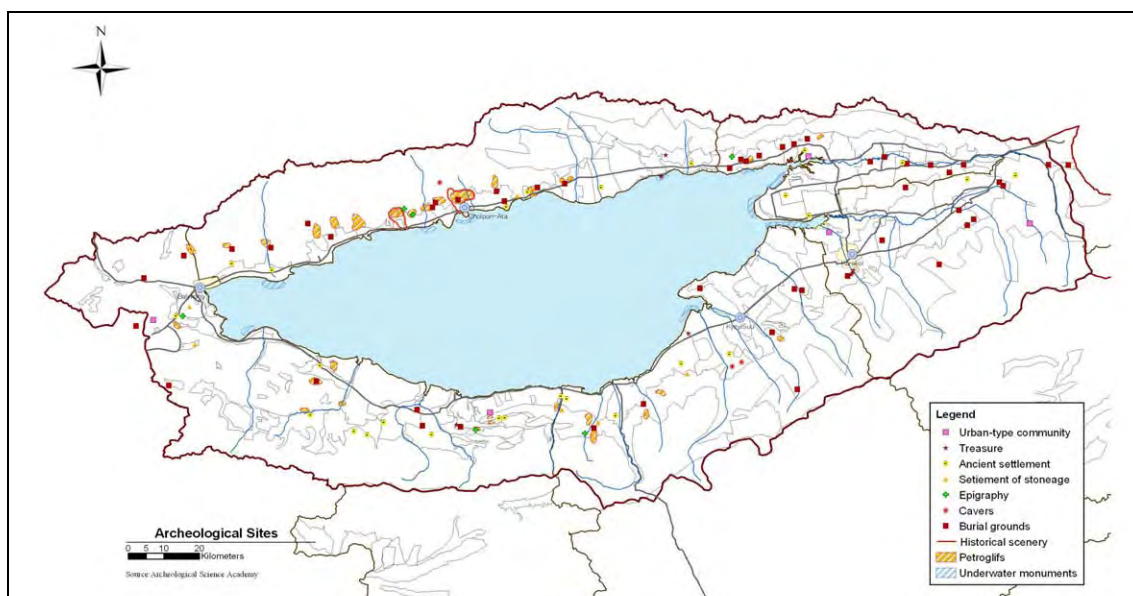 N
Cholpon-Ata
Legend
Urban-type community
Treasure
Ancient settlement
Setlement of stoneage
Epigraphy
Cavers
Burial grounds
Historical scenery
Petroglifs
Underwater monuments
Archeological Sites
0 5 10 20
Kilometers
Source Archeological Science Academy